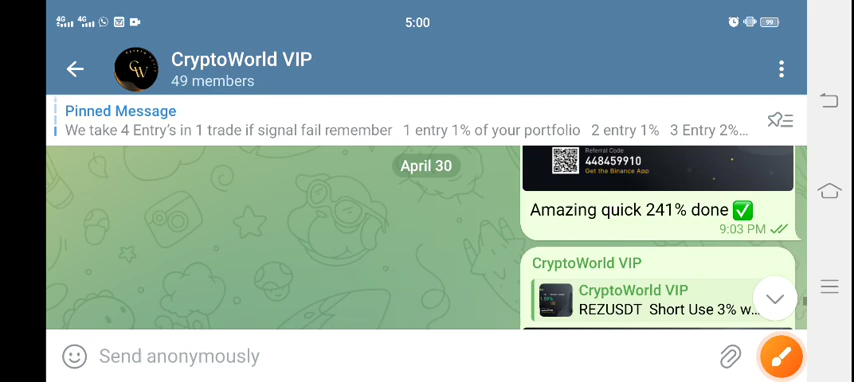 4G 4G 5:00 99
CryptoWorld VIP
49 members
Pinned Message
We take 4 Entry's in 1 trade if signal fail remember 1 entry 1% of your portfolio 2 entry 1% 3 Entry 2%...
April 30
Referral Code
448459910
Get the Binance App
Amazing quick 241% done ✅
9:03 PM
CryptoWorld VIP
CryptoWorld VIP
REZUSDT Short Use 3% w...
Send anonymously